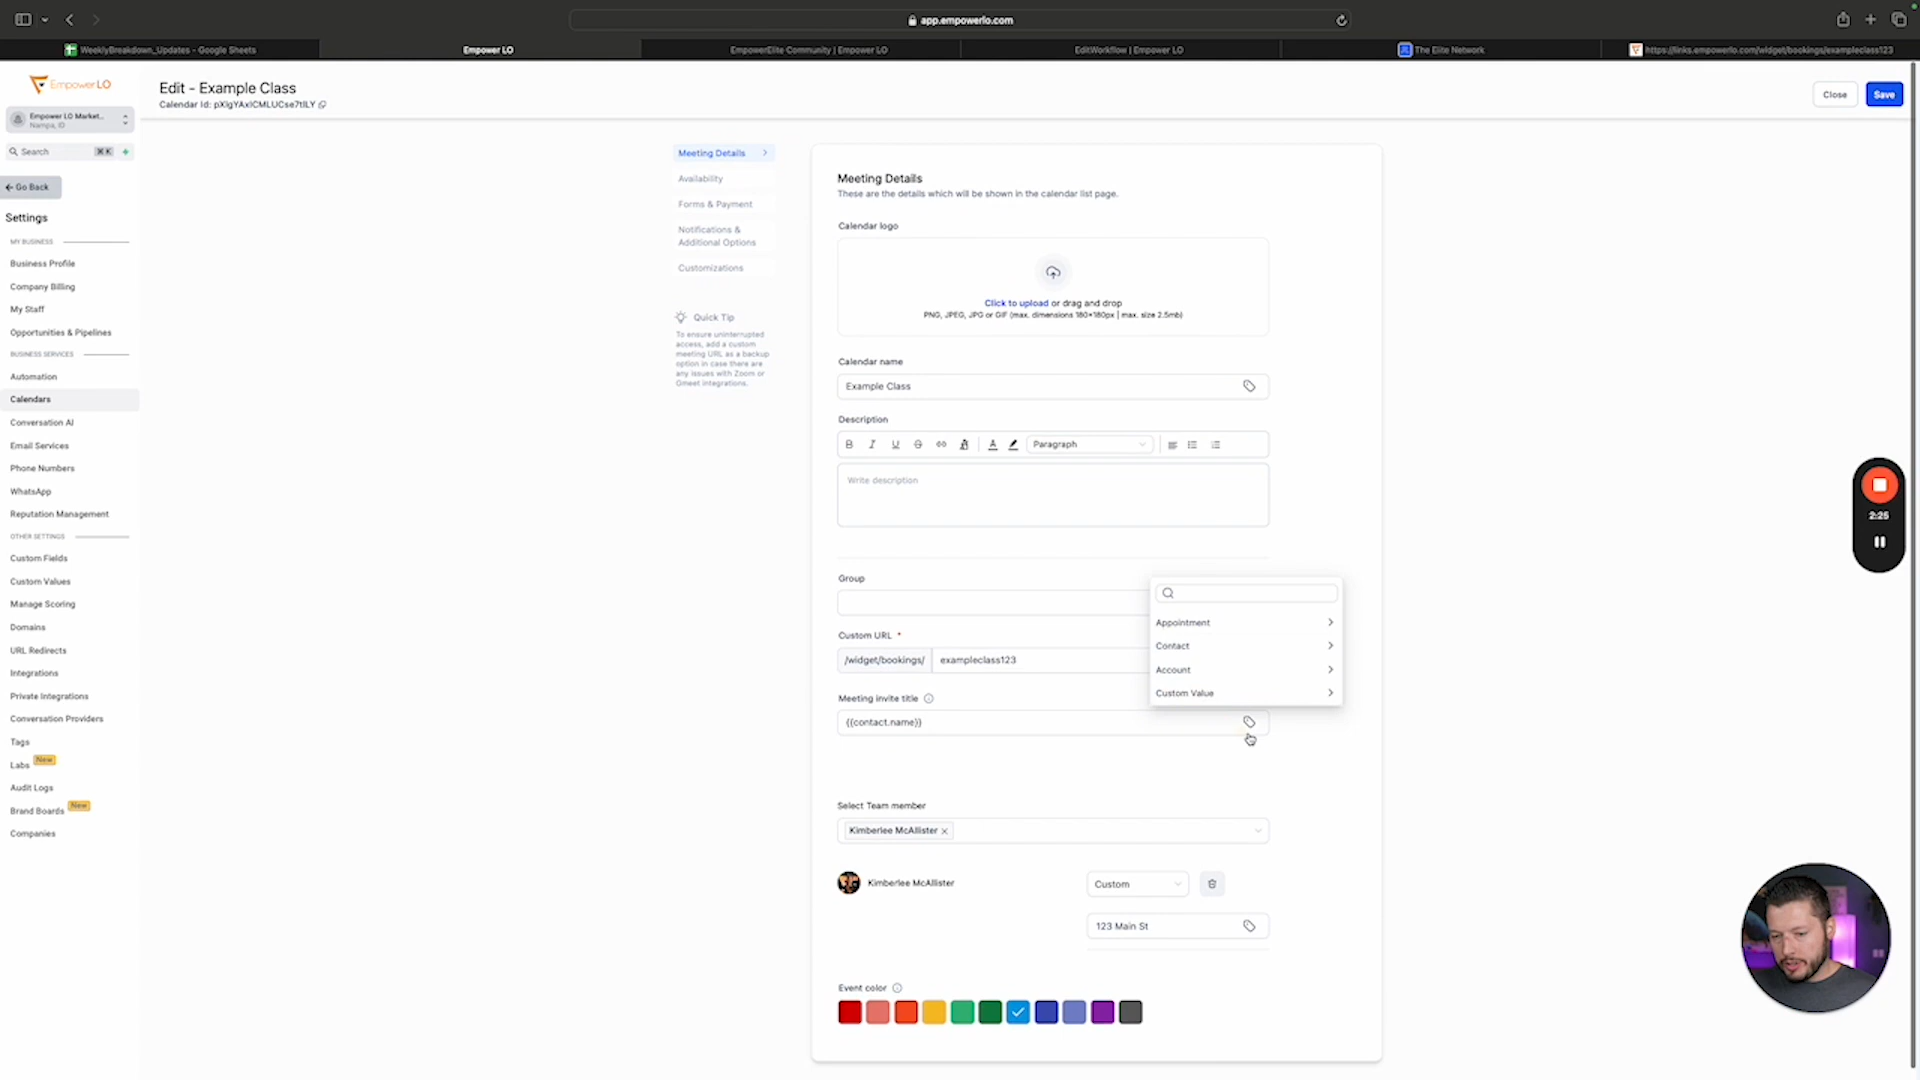 app.empowerlo.com
WeeklyBreakdown_Updates - Google Sheets
Empower LO
EmpowerElite Community | Empower LO
EditWorkflow | Empower LO
The Elite Network
https://links.empowerlo.com/widget/bookings/exampleclass123
EmpowerLO
Edit - Example Class
Close
Save
Empower LO Market...
Nampa, ID
Search
⌘ K
Go Back
Settings
MY BUSINESS
Business Profile
Company Billing
My Staff
Opportunities & Pipelines
BUSINESS SERVICES
Automation
Calendars
Conversation AI
Email Services
Phone Numbers
WhatsApp
Reputation Management
OTHER SETTINGS
Custom Fields
Custom Values
Manage Scoring
Domains
URL Redirects
Integrations
Private Integrations
Conversation Providers
Tags
Labs New
Audit Logs
Brand Boards New
Companies
Meeting Details
Availability
Forms & Payment
Notifications &
Additional Options
Customizations
Quick Tip
To ensure uninterrupted
access, add a custom
meeting URL as a backup
option in case there are
any issues with Zoom or
Gmeet integrations.
Meeting Details
These are the details which will be shown in the calendar list page.
Calendar logo
Click to upload or drag and drop
PNG, JPEG, JPG or GIF (max. dimensions 180*180px | max. size 2.5mb)
Calendar name
Example Class
Description
B I U S
Paragraph
Write description
Group
Custom URL *
/widget/bookings/
exampleclass123
Meeting invite title
{{contact.name}}
Appointment
Contact
Account
Custom Value
Select Team member
Kimberlee McAllister
Kimberlee McAllister
Custom
123 Main St
Event color
2:25